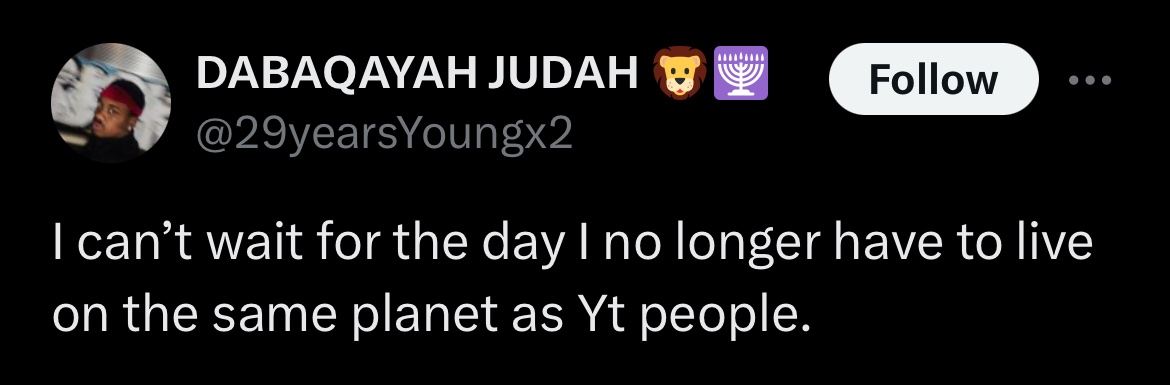 DABAQAYAH JUDAH 🦁🕎
Follow
@29yearsYoungx2
I can’t wait for the day I no longer have to live
on the same planet as Yt people.